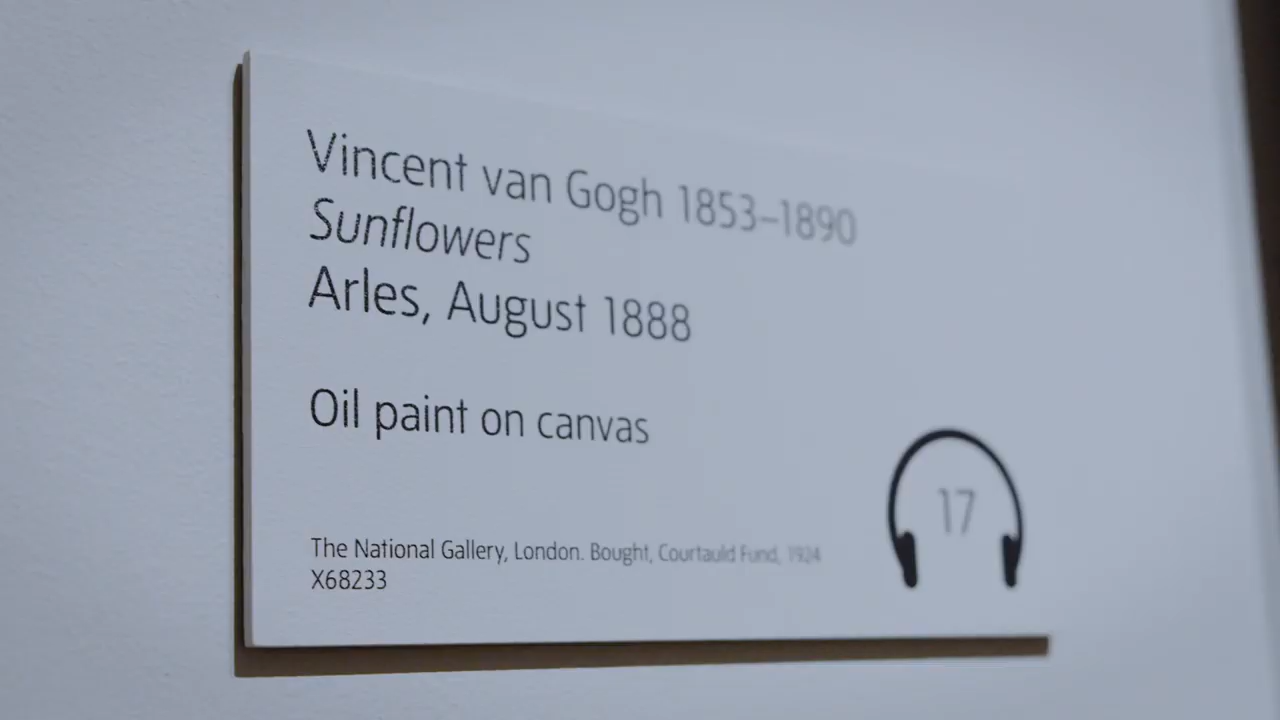 Vincent van Gogh 1853–1890
Sunflowers
Arles, August 1888
Oil paint on canvas
The National Gallery, London. Bought, Courtauld Fund, 1924
X68233
17